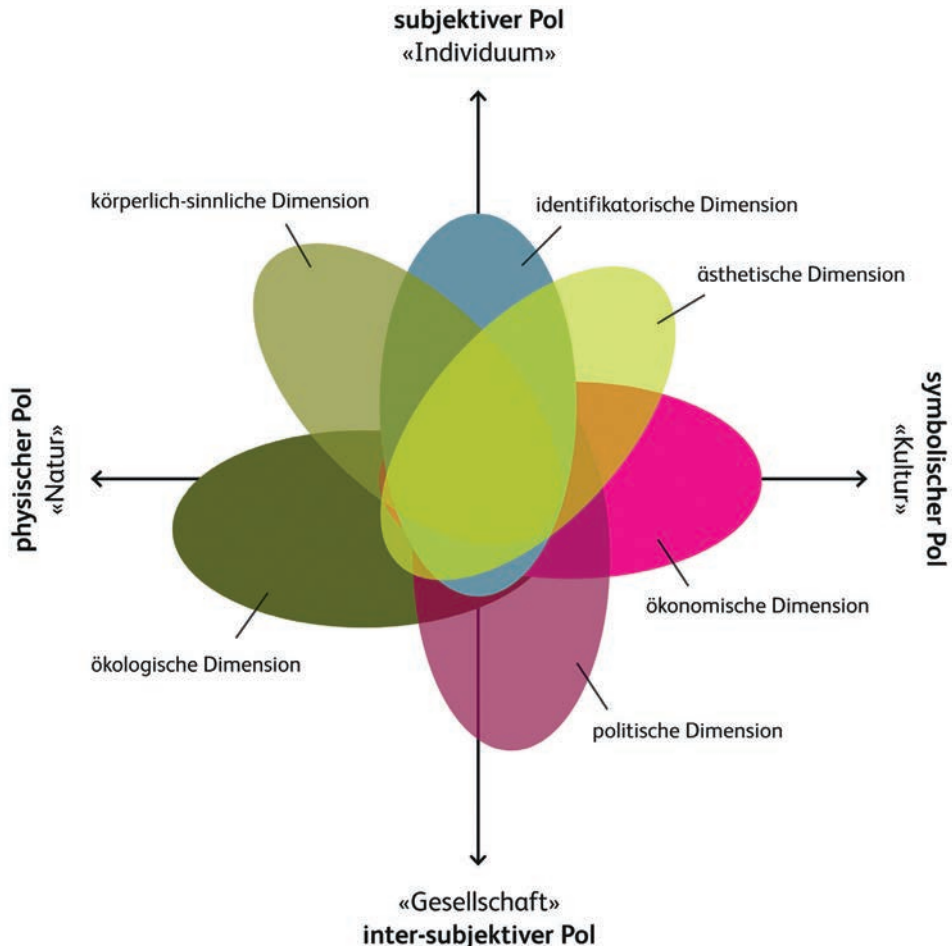 subjektiver Pol
«Individuum»
körperlich-sinnliche Dimension
identifikatorische Dimension
ästhetische Dimension
physischer Pol
«Natur»
symbolischer Pol
«Kultur»
ökonomische Dimension
ökologische Dimension
politische Dimension
«Gesellschaft»
inter-subjektiver Pol